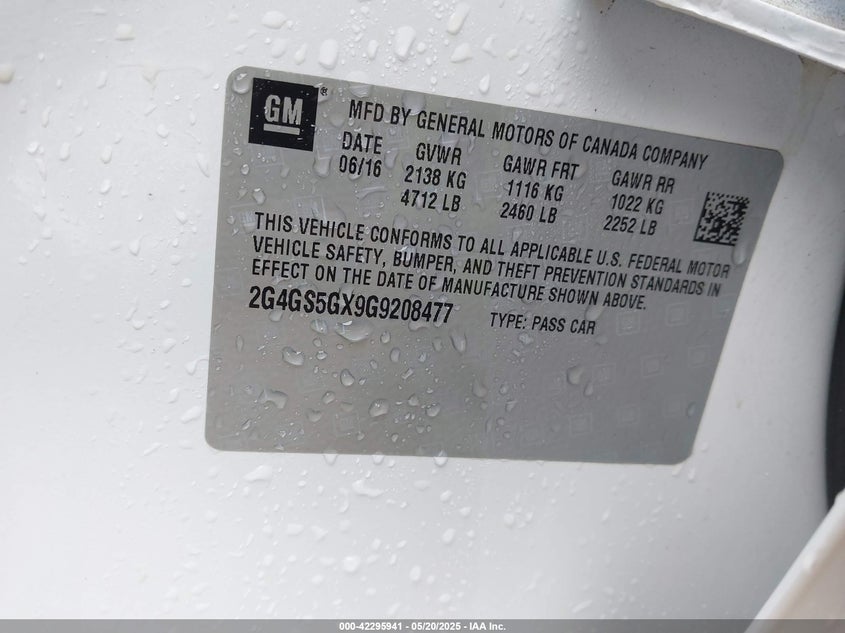 GM®
MFD BY GENERAL MOTORS OF CANADA COMPANY
DATE GVWR GAWR FRT GAWR RR
06/16 2138 KG 1116 KG 1022 KG
4712 LB 2460 LB 2252 LB
THIS VEHICLE CONFORMS TO ALL APPLICABLE U.S. FEDERAL MOTOR
VEHICLE SAFETY, BUMPER, AND THEFT PREVENTION STANDARDS IN
EFFECT ON THE DATE OF MANUFACTURE SHOWN ABOVE.
2G4GS5GX9G9208477 TYPE: PASS CAR
000-42295941 - 05/20/2025 - IAA Inc.